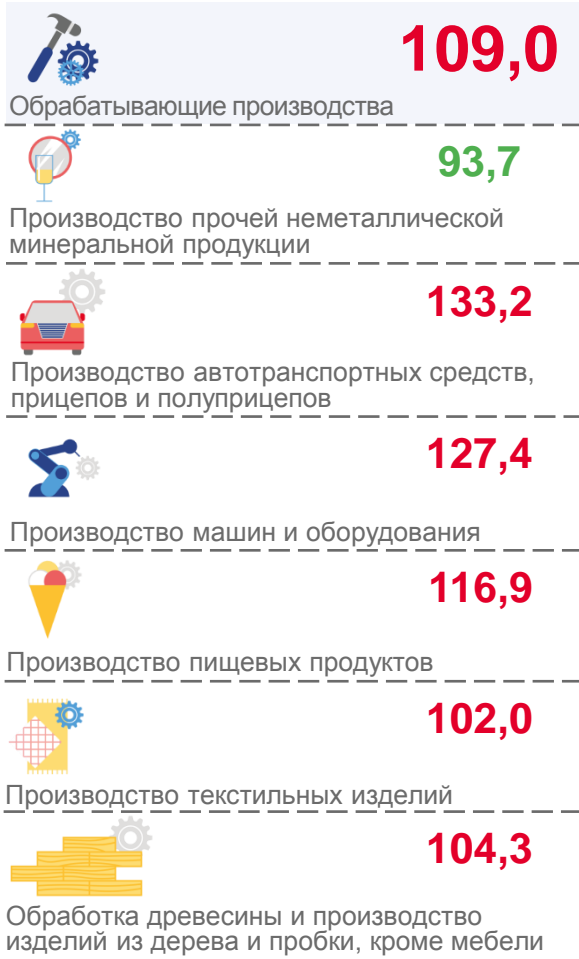 109,0
Обрабатывающие производства
93,7
Производство прочей неметаллической
минеральной продукции
133,2
Производство автотранспортных средств,
прицепов и полуприцепов
127,4
Производство машин и оборудования
116,9
Производство пищевых продуктов
102,0
Производство текстильных изделий
104,3
Обработка древесины и производство
изделий из дерева и пробки, кроме мебели